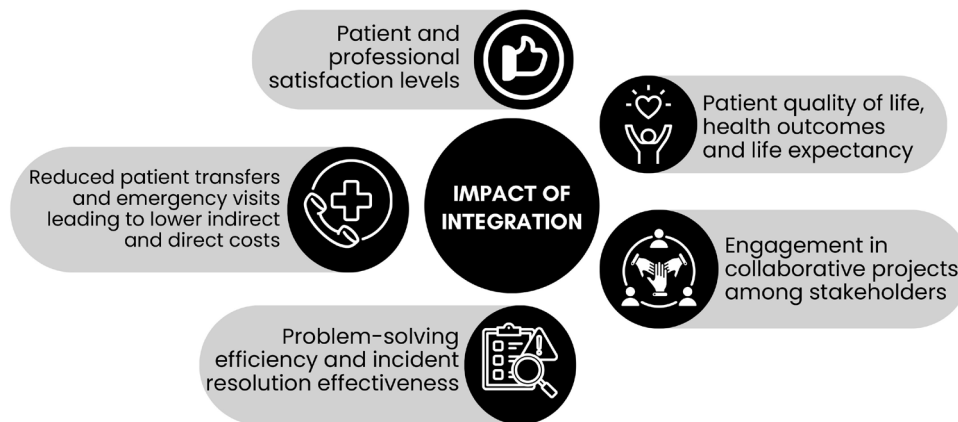 Patient and
professional
satisfaction levels
Patient quality of life,
health outcomes
and life expectancy
Reduced patient transfers
and emergency visits
leading to lower indirect
and direct costs
IMPACT OF
INTEGRATION
Engagement in
collaborative projects
among stakeholders
Problem-solving
efficiency and incident
resolution effectiveness